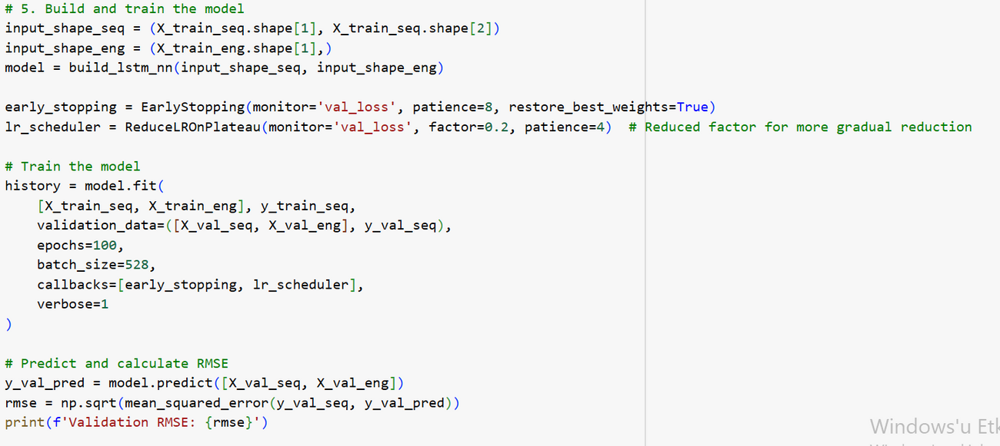 # 5. Build and train the model
input_shape_seq = (X_train_seq.shape[1], X_train_seq.shape[2])
input_shape_eng = (X_train_eng.shape[1],)
model = build_lstm_nn(input_shape_seq, input_shape_eng)
early_stopping = EarlyStopping(monitor='val_loss', patience=8, restore_best_weights=True)
lr_scheduler = ReduceLROnPlateau(monitor='val_loss', factor=0.2, patience=4)  # Reduced factor for more gradual reduction
# Train the model
history = model.fit(
    [X_train_seq, X_train_eng], y_train_seq,
    validation_data=([X_val_seq, X_val_eng], y_val_seq),
    epochs=100,
    batch_size=528,
    callbacks=[early_stopping, lr_scheduler],
    verbose=1
)
# Predict and calculate RMSE
y_val_pred = model.predict([X_val_seq, X_val_eng])
rmse = np.sqrt(mean_squared_error(y_val_seq, y_val_pred))
print(f'Validation RMSE: {rmse}')
Windows'u Etk